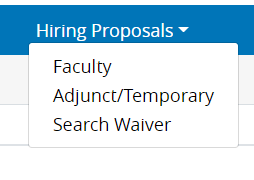 Hiring Proposals
Faculty
Adjunct/Temporary
Search Waiver